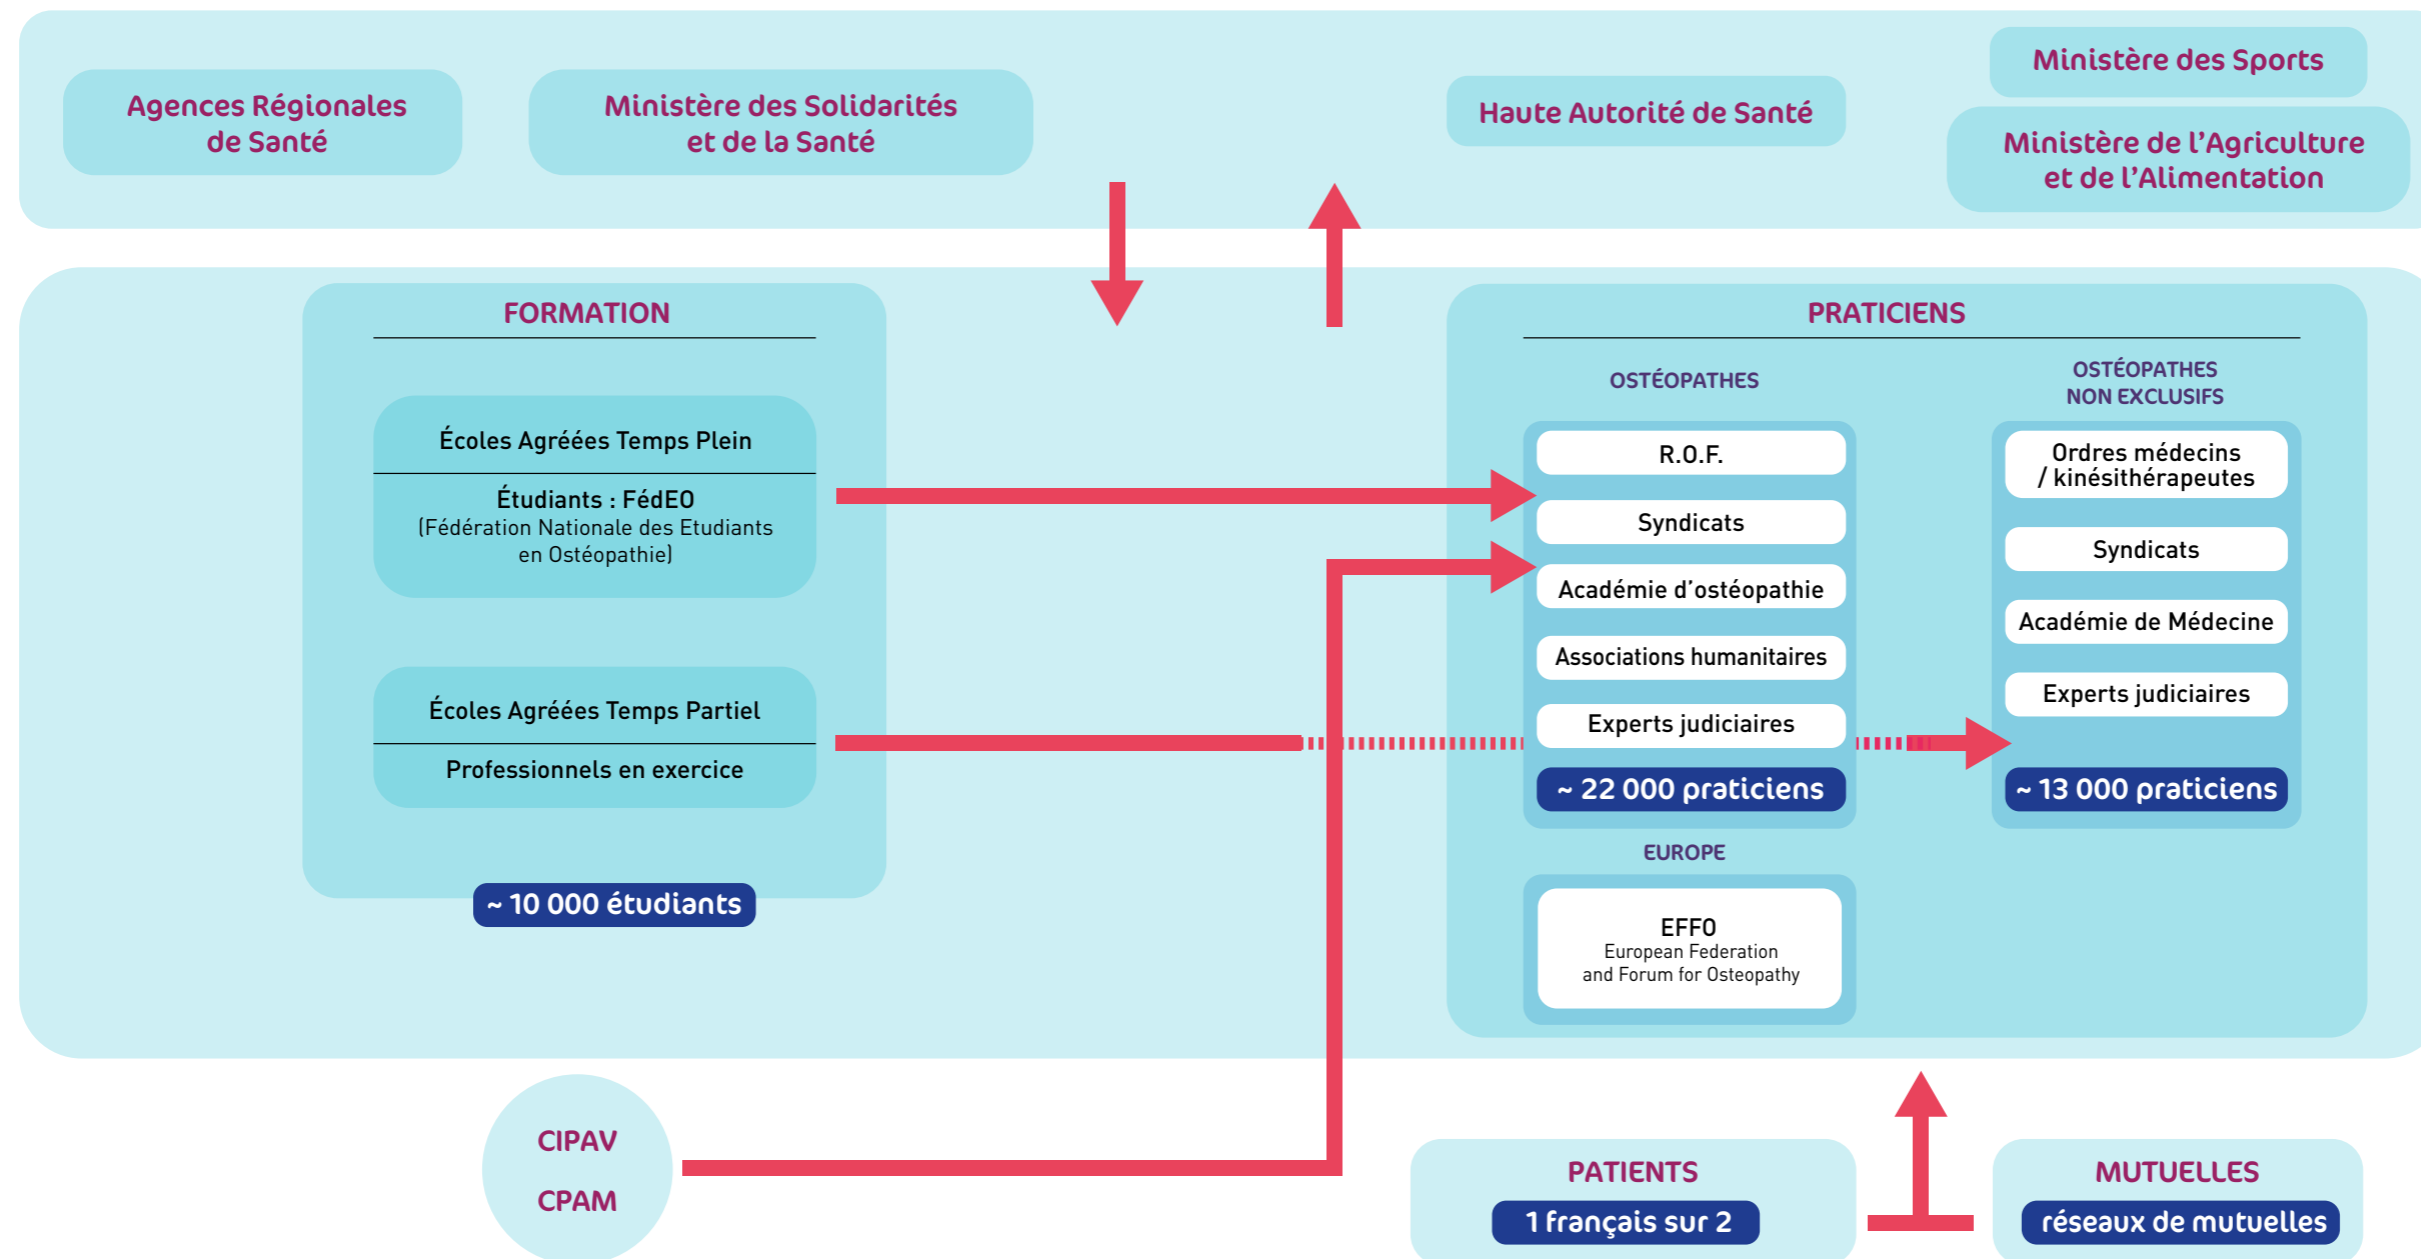 Agences Régionales
de Santé
Ministère des Solidarités
et de la Santé
Haute Autorité de Santé
Ministère des Sports
Ministère de l'Agriculture
et de l'Alimentation
FORMATION
Écoles Agréées Temps Plein
Étudiants : FédEO
(Fédération Nationale des Etudiants
en Ostéopathie)
Écoles Agréées Temps Partiel
Professionnels en exercice
~ 10 000 étudiants
PRATICIENS
OSTÉOPATHES
R.O.F.
Syndicats
Académie d'ostéopathie
Associations humanitaires
Experts judiciaires
~ 22 000 praticiens
OSTÉOPATHES
NON EXCLUSIFS
Ordres médecins
/ kinésithérapeutes
Syndicats
Académie de Médecine
Experts judiciaires
~ 13 000 praticiens
EUROPE
EFFO
European Federation
and Forum for Osteopathy
CIPAV
CPAM
PATIENTS
1 français sur 2
MUTUELLES
réseaux de mutuelles